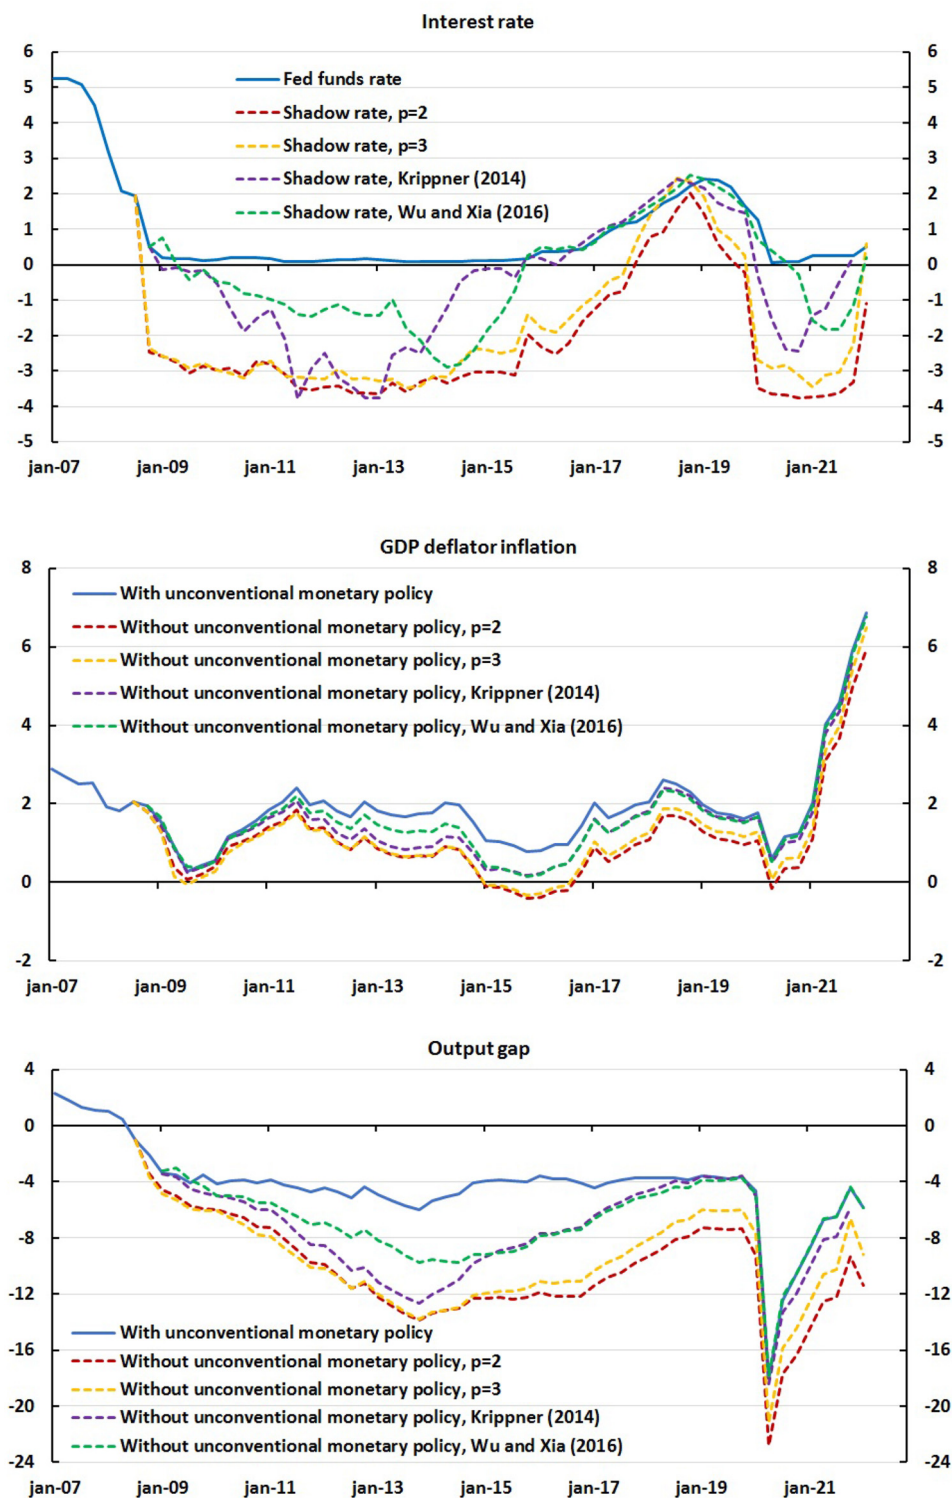 Interest rate
6 6
5 5
4 4
3 3
2 2
1 1
0 0
-1 -1
-2 -2
-3 -3
-4 -4
-5 -5
Fed funds rate
Shadow rate, p=2
Shadow rate, p=3
Shadow rate, Krippner (2014)
Shadow rate, Wu and Xia (2016)
jan-07 jan-09 jan-11 jan-13 jan-15 jan-17 jan-19 jan-21
GDP deflator inflation
8 8
6 6
4 4
2 2
0 0
-2 -2
With unconventional monetary policy
Without unconventional monetary policy, p=2
Without unconventional monetary policy, p=3
Without unconventional monetary policy, Krippner (2014)
Without unconventional monetary policy, Wu and Xia (2016)
jan-07 jan-09 jan-11 jan-13 jan-15 jan-17 jan-19 jan-21
Output gap
4 4
0 0
-4 -4
-8 -8
-12 -12
-16 -16
-20 -20
-24 -24
With unconventional monetary policy
Without unconventional monetary policy, p=2
Without unconventional monetary policy, p=3
Without unconventional monetary policy, Krippner (2014)
Without unconventional monetary policy, Wu and Xia (2016)
jan-07 jan-09 jan-11 jan-13 jan-15 jan-17 jan-19 jan-21